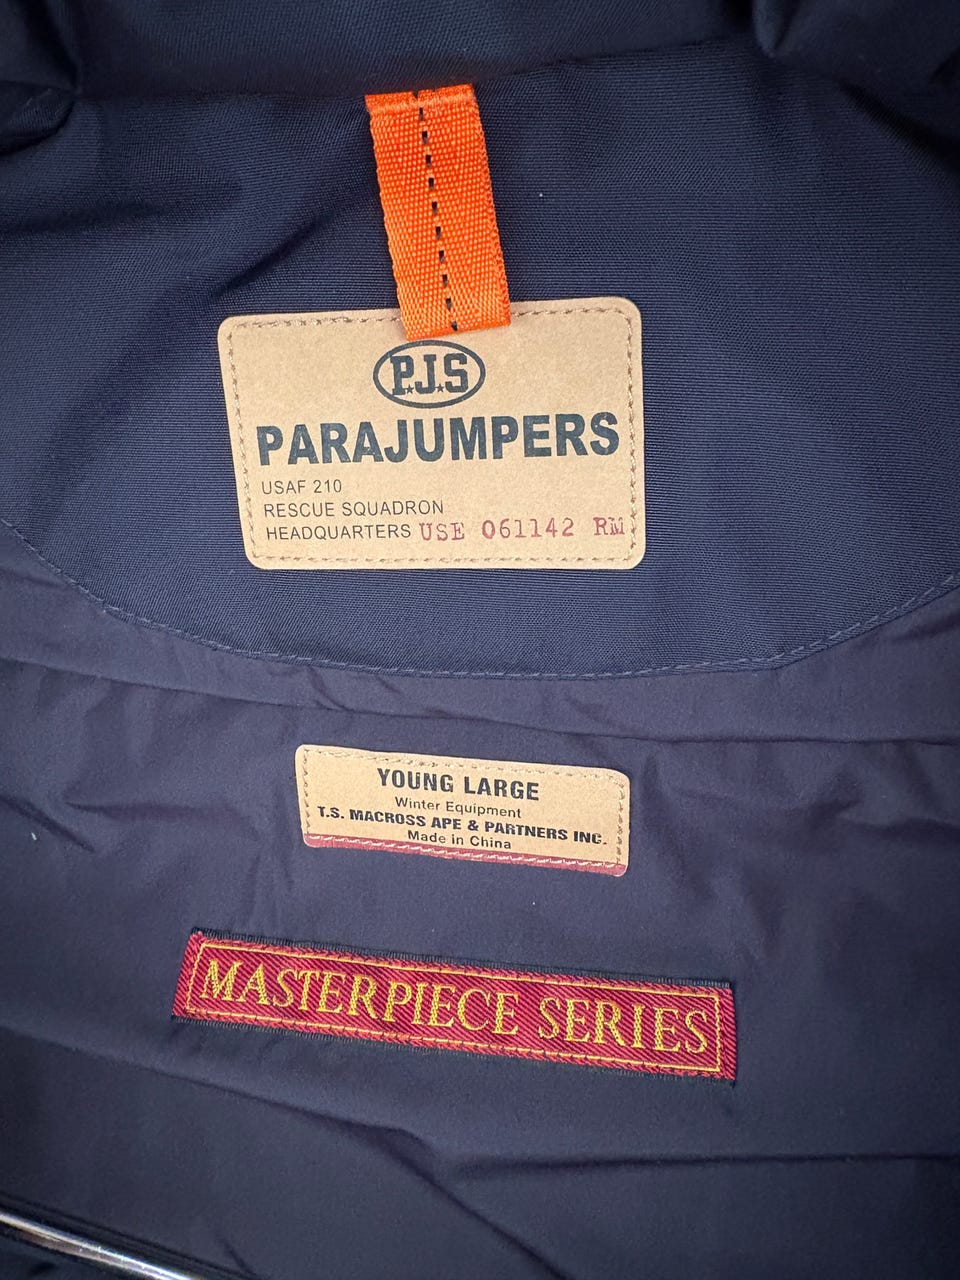 P.J.S
PARAJUMPERS
USAF 210
RESCUE SQUADRON
HEADQUARTERS USE 061142 RM
YOUNG LARGE
Winter Equipment
T.S. MACROSS APE & PARTNERS INC.
Made in China
MASTERPIECE SERIES